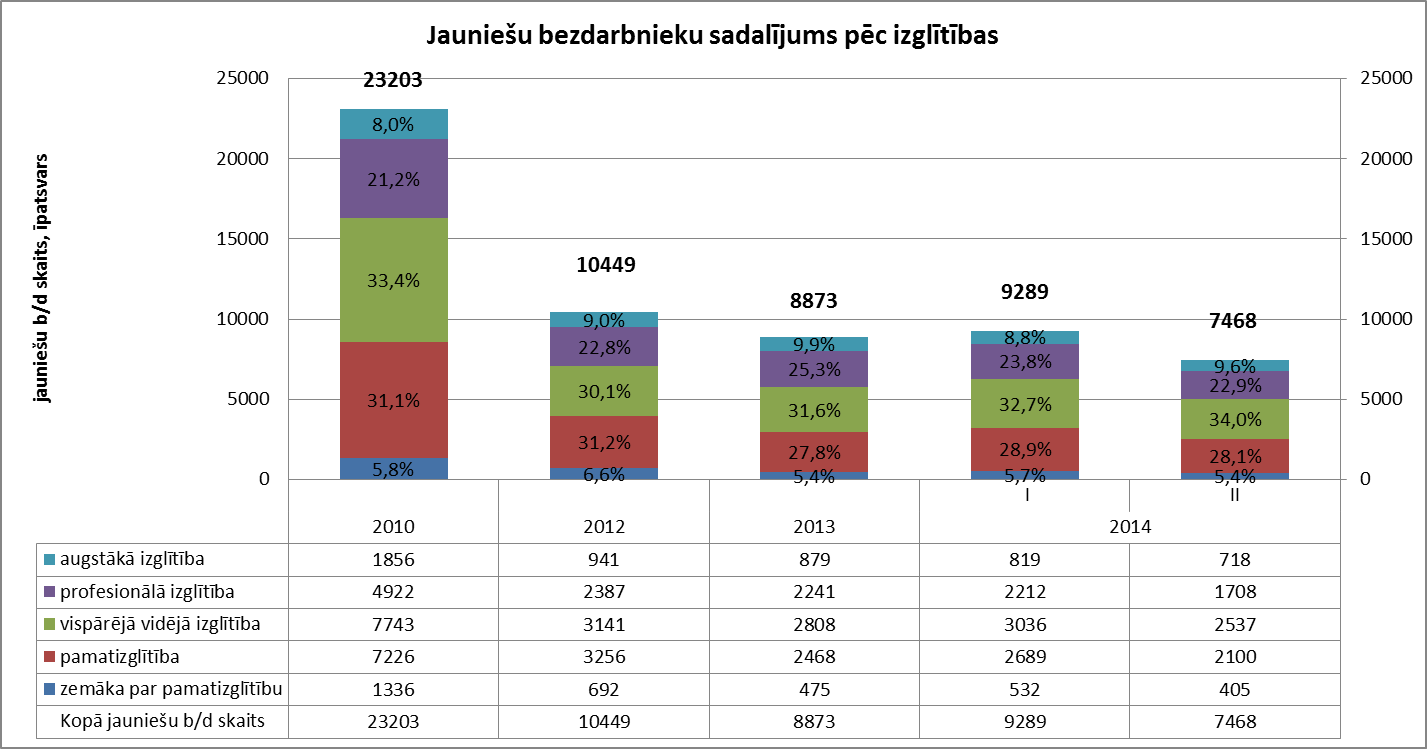 Jauniešu bezdarbnieku sadalījums pēc izglītības
jauniešu b/d skaits, īpatsvars
25000 23203 25000
8,0%
20000 20000
21,2%
15000 15000
33,4% 10449 8873 9289 7468
10000 9,0% 9,9% 8,8% 10000
22,8% 25,3% 23,8% 9,6%
31,1% 30,1% 31,6% 32,7% 22,9%
5000 34,0% 5000
31,2% 27,8% 28,9% 28,1%
5,8% 6,6% 5,4% 5,7% 5,4%
0 0
I II
2010 2012 2013 2014
augstākā izglītība 1856 941 879 819 718
profesionālā izglītība 4922 2387 2241 2212 1708
vispārējā vidējā izglītība 7743 3141 2808 3036 2537
pamatizglītība 7226 3256 2468 2689 2100
zemāka par pamatizglītību 1336 692 475 532 405
Kopā jauniešu b/d skaits 23203 10449 8873 9289 7468